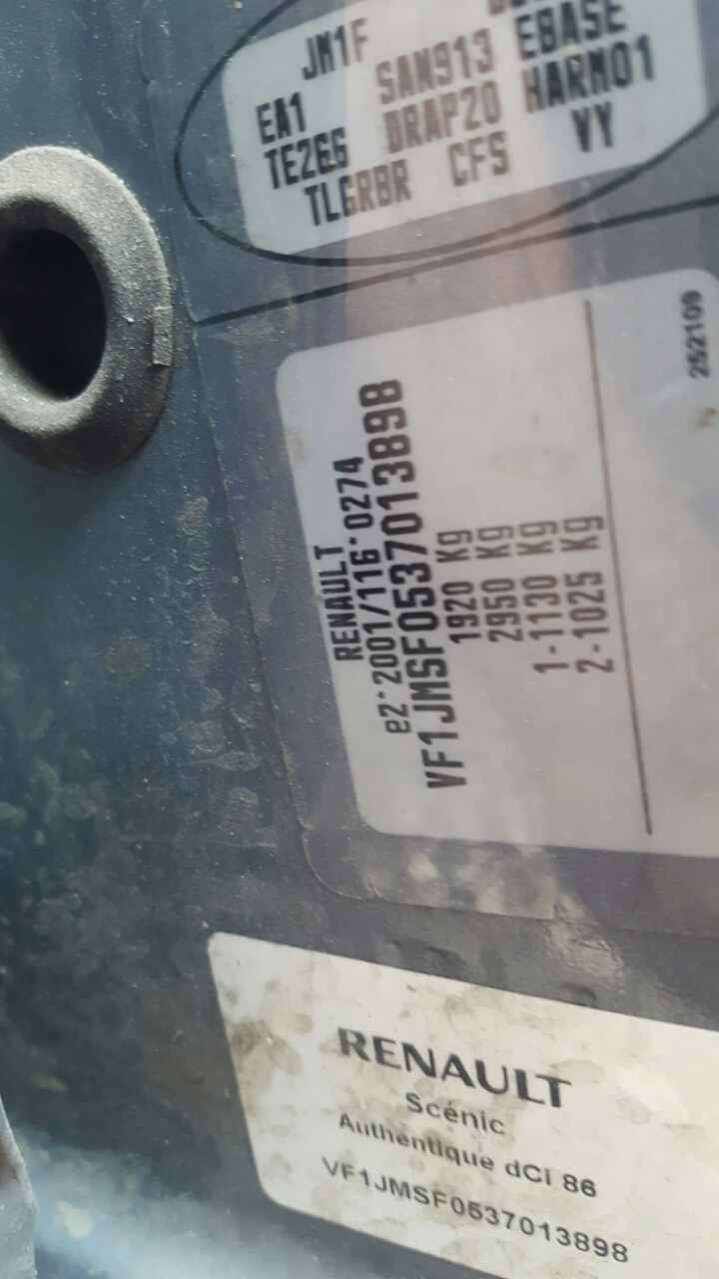 JM1F
EA1 SAN913 EBASE
TE266 DRAP20 HARM01
TLGRBR CFS VY
RENAULT
e2*2001/116*0274
VF1JMSF0537013898
1920 Kg
2950 Kg
1-1130 Kg
2-1025 Kg
252109
RENAULT
Scénic
Authentique dCi 86
VF1JMSF0537013898